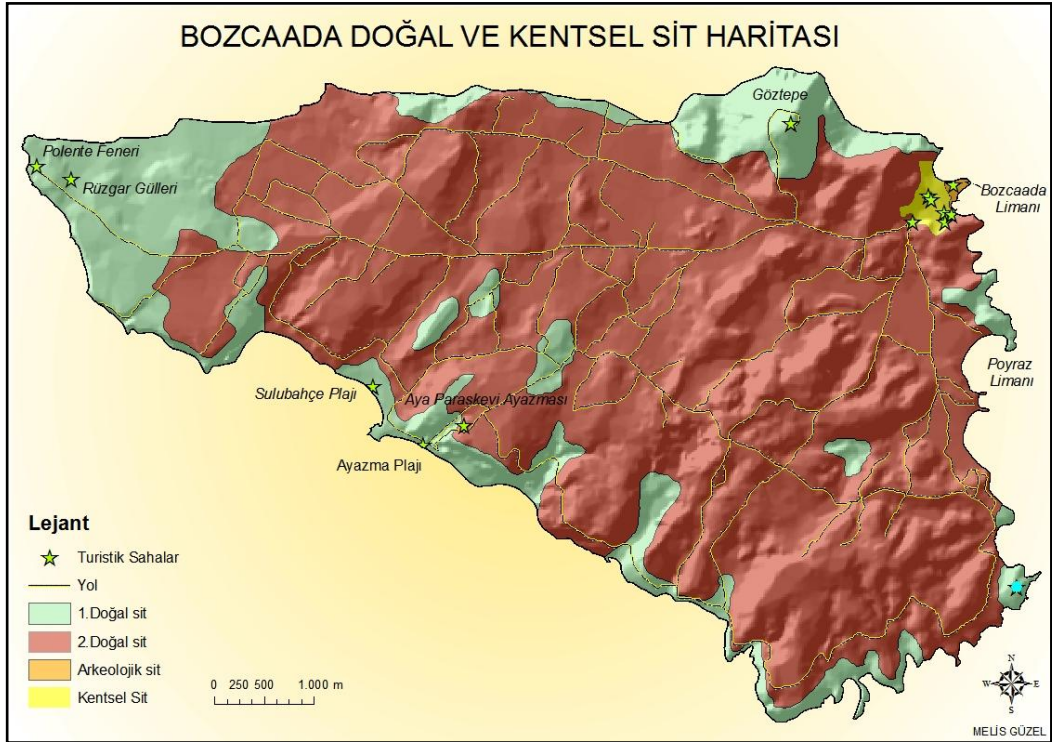 BOZCAADA DOĞAL VE KENTSEL SİT HARİTASI
Göztepe
Polente Feneri
Rüzgar Gülleri
Bozcaada
Limanı
Poyraz
Limanı
Sulubahçe Plajı
Aya Paraskevi Ayazması
Ayazma Plajı
Lejant
Turistik Sahalar
Yol
1.Doğal sit
2.Doğal sit
Arkeolojik sit
Kentsel Sit
0 250 500 1.000 m
N
W E
S
MELİS GÜZEL